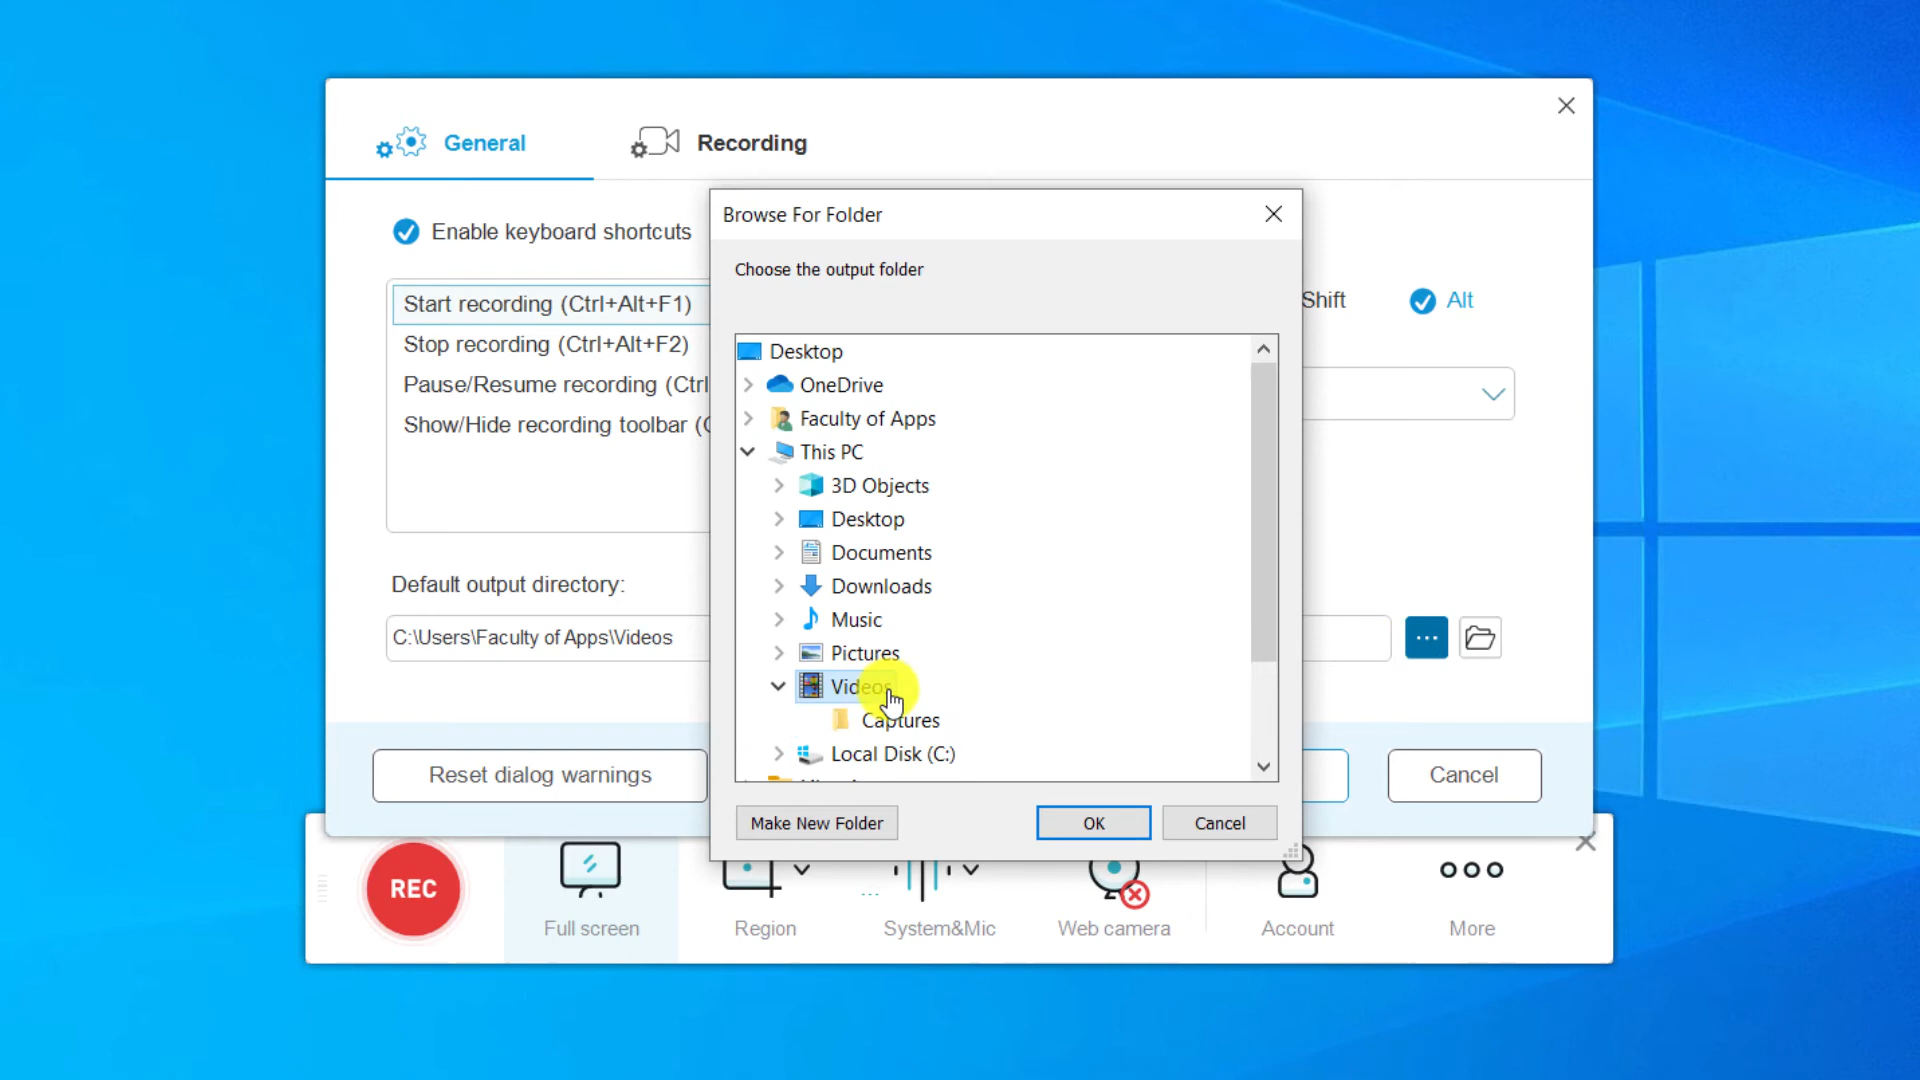 General
Recording
Enable keyboard shortcuts
Start recording (Ctrl+Alt+F1)
Stop recording (Ctrl+Alt+F2)
Pause/Resume recording (Ctrl
Show/Hide recording toolbar (
Shift
Alt
Default output directory:
C:\Users\Faculty of Apps\Videos
...
Reset dialog warnings
Cancel
Browse For Folder
Choose the output folder
Desktop
OneDrive
Faculty of Apps
This PC
3D Objects
Desktop
Documents
Downloads
Music
Pictures
Videos
Captures
Local Disk (C:)
Make New Folder
OK
Cancel
REC
Full screen
Region
System&Mic
Web camera
Account
More